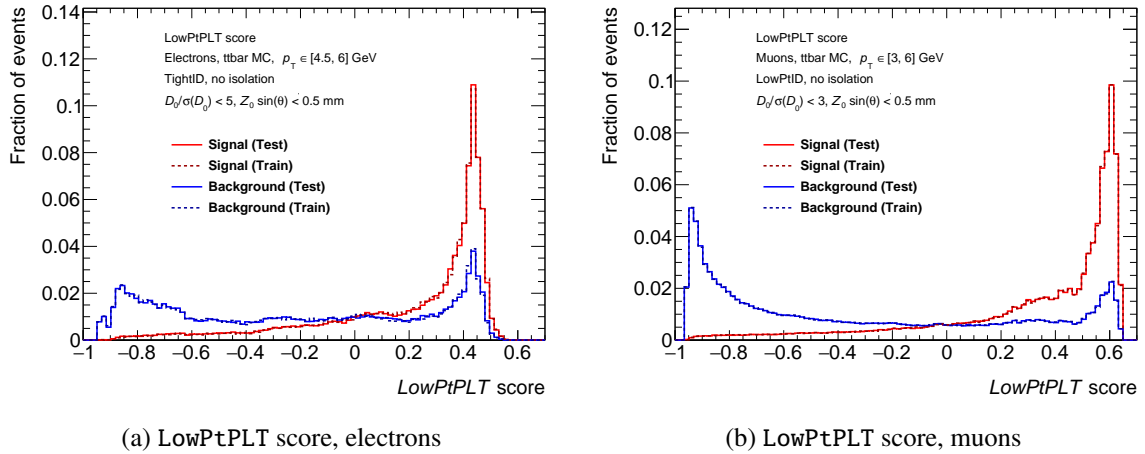 Fraction of events
0.14
0.12
0.1
0.08
0.06
0.04
0.02
0
LowPtPLT score
Electrons, ttbar MC, p_T ∈ [4.5, 6] GeV
TightID, no isolation
D_0/σ(D_0) < 5, Z_0 sin(θ) < 0.5 mm
Signal (Test)
Signal (Train)
Background (Test)
Background (Train)
−1 −0.8 −0.6 −0.4 −0.2 0 0.2 0.4 0.6
LowPtPLT score
(a) LowPtPLT score, electrons
Fraction of events
0.12
0.1
0.08
0.06
0.04
0.02
0
LowPtPLT score
Muons, ttbar MC, p_T ∈ [3, 6] GeV
LowPtID, no isolation
D_0/σ(D_0) < 3, Z_0 sin(θ) < 0.5 mm
Signal (Test)
Signal (Train)
Background (Test)
Background (Train)
−1 −0.8 −0.6 −0.4 −0.2 0 0.2 0.4 0.6
LowPtPLT score
(b) LowPtPLT score, muons